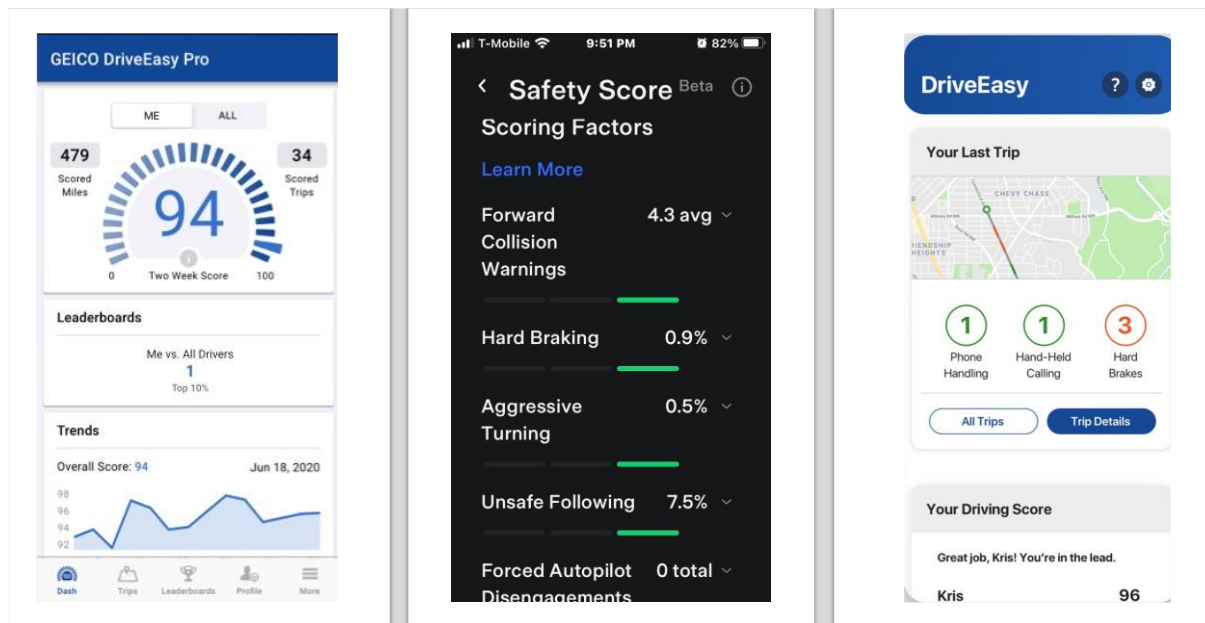 GEICO DriveEasy Pro
ME ALL
479
Scored
Miles
34
Scored
Trips
94
0 Two Week Score 100
Leaderboards
Me vs. All Drivers
1
Top 10%
Trends
Overall Score: 94 Jun 18, 2020
98
96
94
92
Dash Trips Leaderboards Profile More
T-Mobile 9:51 PM 82%
Safety Score Beta
Scoring Factors
Learn More
Forward 4.3 avg
Collision
Warnings
Hard Braking 0.9%
Aggressive 0.5%
Turning
Unsafe Following 7.5%
Forced Autopilot 0 total
Disengagements
DriveEasy ?
Your Last Trip
CHEVY CHASE
HEIGHTS
1 1 3
Phone Hand-Held Hard
Handling Calling Brakes
All Trips Trip Details
Your Driving Score
Great job, Kris! You're in the lead.
Kris 96